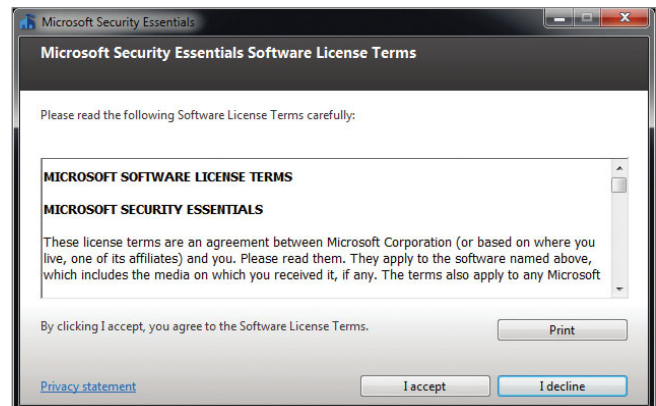 Microsoft Security Essentials
Microsoft Security Essentials Software License Terms
Please read the following Software License Terms carefully:
MICROSOFT SOFTWARE LICENSE TERMS
MICROSOFT SECURITY ESSENTIALS
These license terms are an agreement between Microsoft Corporation (or based on where you
live, one of its affiliates) and you. Please read them. They apply to the software named above,
which includes the media on which you received it, if any. The terms also apply to any Microsoft
By clicking I accept, you agree to the Software License Terms.
Print
Privacy statement
I accept
I decline